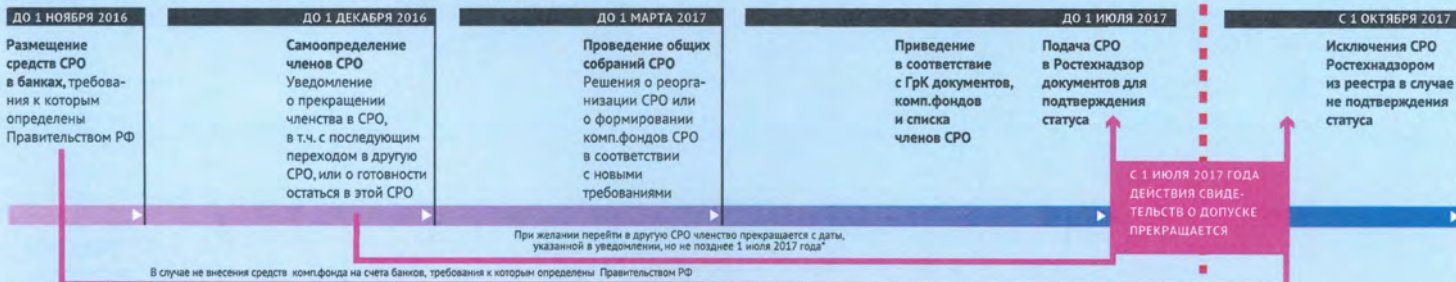 ДО 1 НОЯБРЯ 2016
Размещение
средств СРО
в банках, требова-
ния к которым
определены
Правительством РФ
ДО 1 ДЕКАБРЯ 2016
Самоопределение
членов СРО
Уведомление
о прекращении
членства в СРО,
в т.ч. с последующим
переходом в другую
СРО, или о готовности
остаться в этой СРО
ДО 1 МАРТА 2017
Проведение общих
собраний СРО
Решения о реорга-
низации СРО или
о формировании
комп.фондов СРО
в соответствии
с новыми
требованиями
ДО 1 ИЮЛЯ 2017
Приведение
в соответствие
с ГрК документов,
комп.фондов
и списка
членов СРО
Подача СРО
в Ростехнадзор
документов для
подтверждения
статуса
С 1 ОКТЯБРЯ 2017
Исключения СРО
Ростехнадзором
из реестра в случае
не подтверждения
статуса
С 1 ИЮЛЯ 2017 ГОДА
ДЕЙСТВИЯ СВИДЕ-
ТЕЛЬСТВ О ДОПУСКЕ
ПРЕКРАЩАЕТСЯ
При желании перейти в другую СРО членство прекращается с даты,
указанной в уведомлении, но не позднее 1 июля 2017 года*
В случае не внесения средств комп.фонда на счета банков, требования к которым определены Правительством РФ